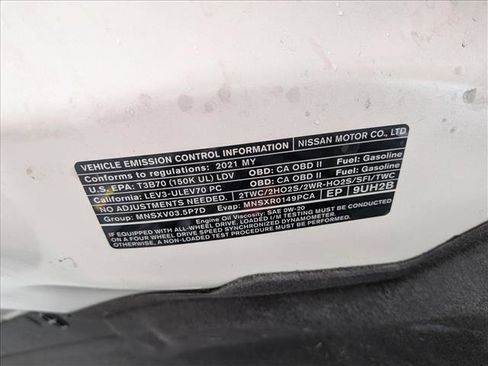 VEHICLE EMISSION CONTROL INFORMATION NISSAN MOTOR CO., LTD
Conforms to regulations: 2021 MY
U.S. EPA: T3B70 (150K UL) LDV OBD: CA OBD II Fuel: Gasoline
California: LEV3-ULEV70 PC OBD: CA OBD II Fuel: Gasoline
NO ADJUSTMENTS NEEDED. 2TWC/2HO2S/2WR-HO2S/SFI/TWC
Group: MNSXV03.5P7D Evap: MNSXR0149PCA EP 9UH2B
Engine Lubricating Viscosity: SAE 0W-20
IF EQUIPPED WITH ALL-WHEEL DRIVE, LOADED I/M TESTING MUST BE PERFORMED
ON A FOUR WHEEL DRIVE SPEED SYNCHRONIZED DYNAMOMETER.
OTHERWISE, A NON-LOADED TEST PROCEDURE MUST BE USED.